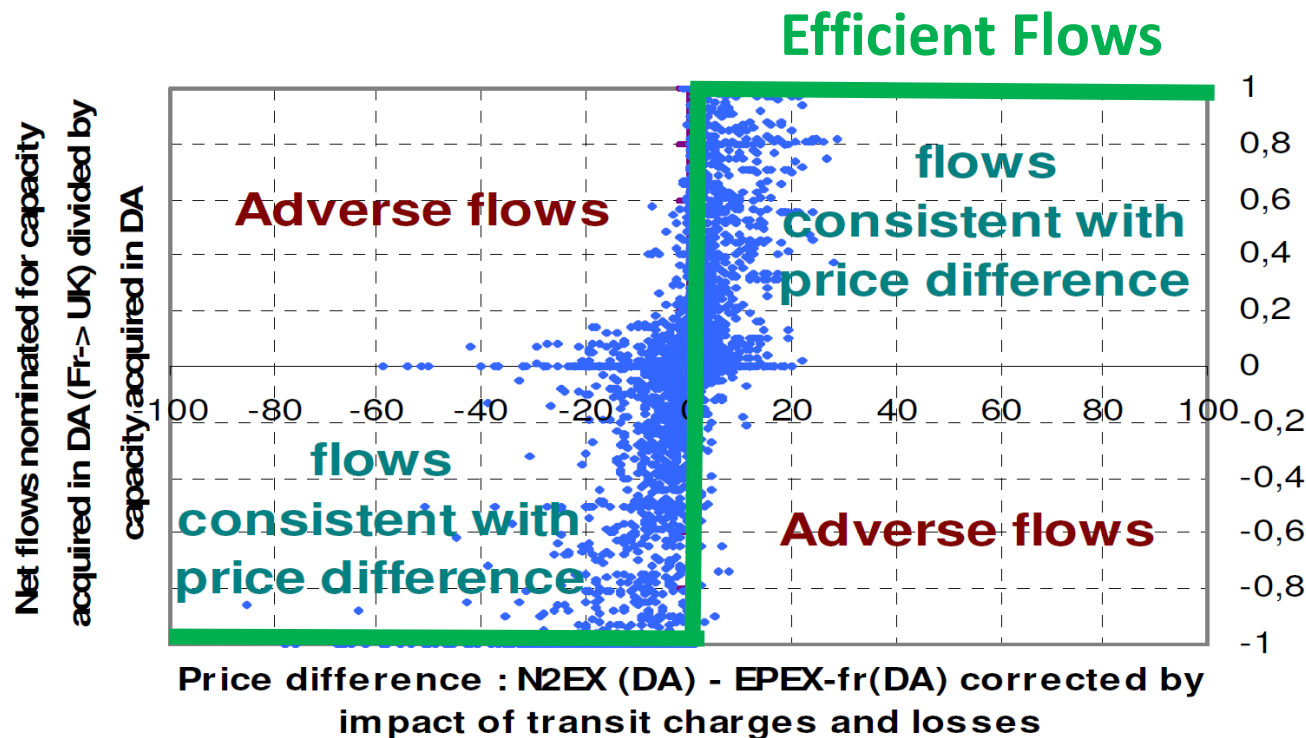 Efficient Flows
Net flows nominated for capacity
acquired in DA (Fr-> UK) divided by
capacity acquired in DA
1
0,8
0,6
0,4
0,2
0
-0,2
-0,4
-0,6
-0,8
-1
Adverse flows
flows
consistent with
price difference
100 -80 -60 -40 -20 0 20 40 60 80 100
flows
consistent with
price difference
Adverse flows
Price difference : N2EX (DA) - EPEX-fr(DA) corrected by
impact of transit charges and losses